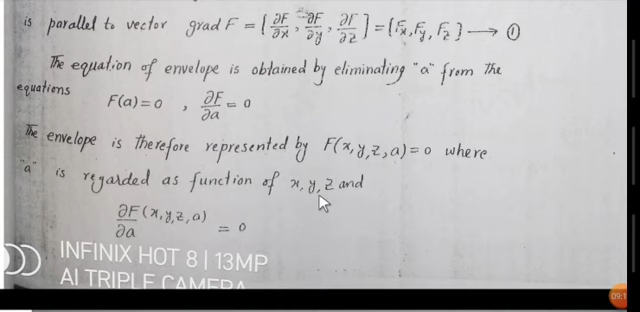 is parallel to vector grad F = [∂F/∂x, ∂F/∂y, ∂F/∂z] = [Fx, Fy, Fz] → ①
The equation of envelope is obtained by eliminating "a" from the
equations
F(a)=0 , ∂F/∂a = 0
The envelope is therefore represented by F(x, y, z, a) = 0 where
"a" is regarded as function of x, y, z and
∂F/∂a (x, y, z, a) = 0
INFINIX HOT 8 | 13MP
AI TRIPLE CAMERA